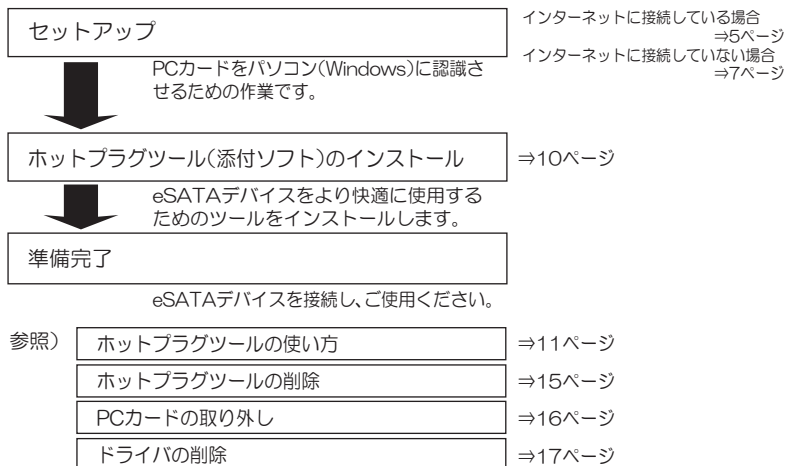 セットアップ
インターネットに接続している場合
⇒5ページ
インターネットに接続していない場合
⇒7ページ
PCカードをパソコン(Windows)に認識さ
せるための作業です。
ホットプラグツール(添付ソフト)のインストール
⇒10ページ
eSATAデバイスをより快適に使用する
ためのツールをインストールします。
準備完了
eSATAデバイスを接続し、ご使用ください。
参照) ホットプラグツールの使い方 ⇒11ページ
ホットプラグツールの削除 ⇒15ページ
PCカードの取り外し ⇒16ページ
ドライバの削除 ⇒17ページ